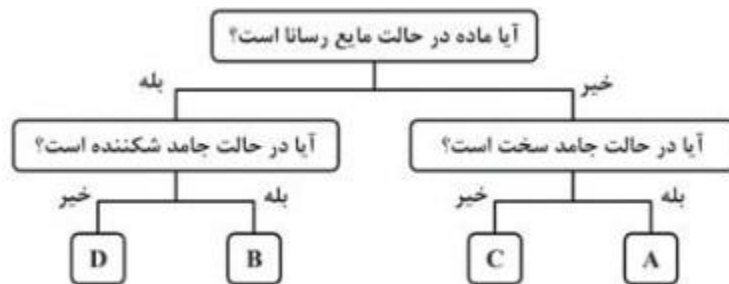 آیا ماده در حالت مایع رسانا است؟
خیر
بله
آیا در حالت جامد سخت است؟
آیا در حالت جامد شکننده است؟
بله
خیر
بله
خیر
A
C
B
D